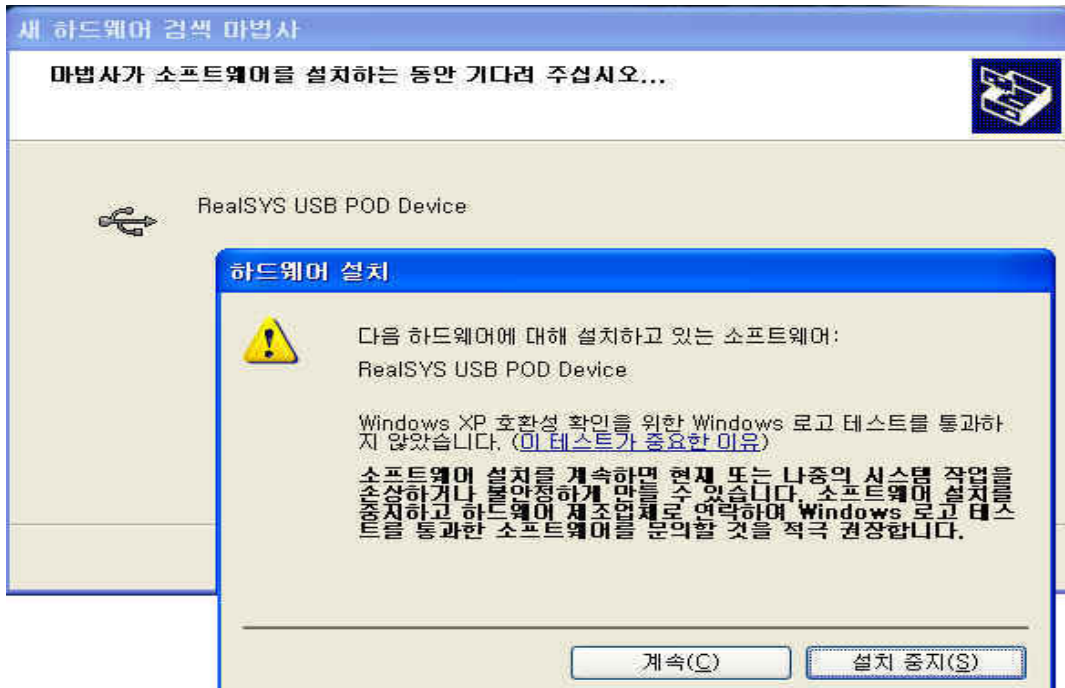 새 하드웨어 검색 마법사
마법사가 소프트웨어를 설치하는 동안 기다려 주십시오...
RealSYS USB POD Device
하드웨어 설치
다음 하드웨어에 대해 설치하고 있는 소프트웨어:
RealSYS USB POD Device
Windows XP 호환성 확인을 위한 Windows 로고 테스트를 통과하
지 않았습니다. (이 테스트가 중요한 이유)
소프트웨어 설치를 계속하면 현재 또는 나중의 시스템 작업을
손상하거나 불안정하게 만들 수 있습니다. 소프트웨어 설치를
중지하고 하드웨어 제조업체로 연락하여 Windows 로고 테스
트를 통과한 소프트웨어를 문의할 것을 적극 권장합니다.
계속(C)
설치 중지(S)